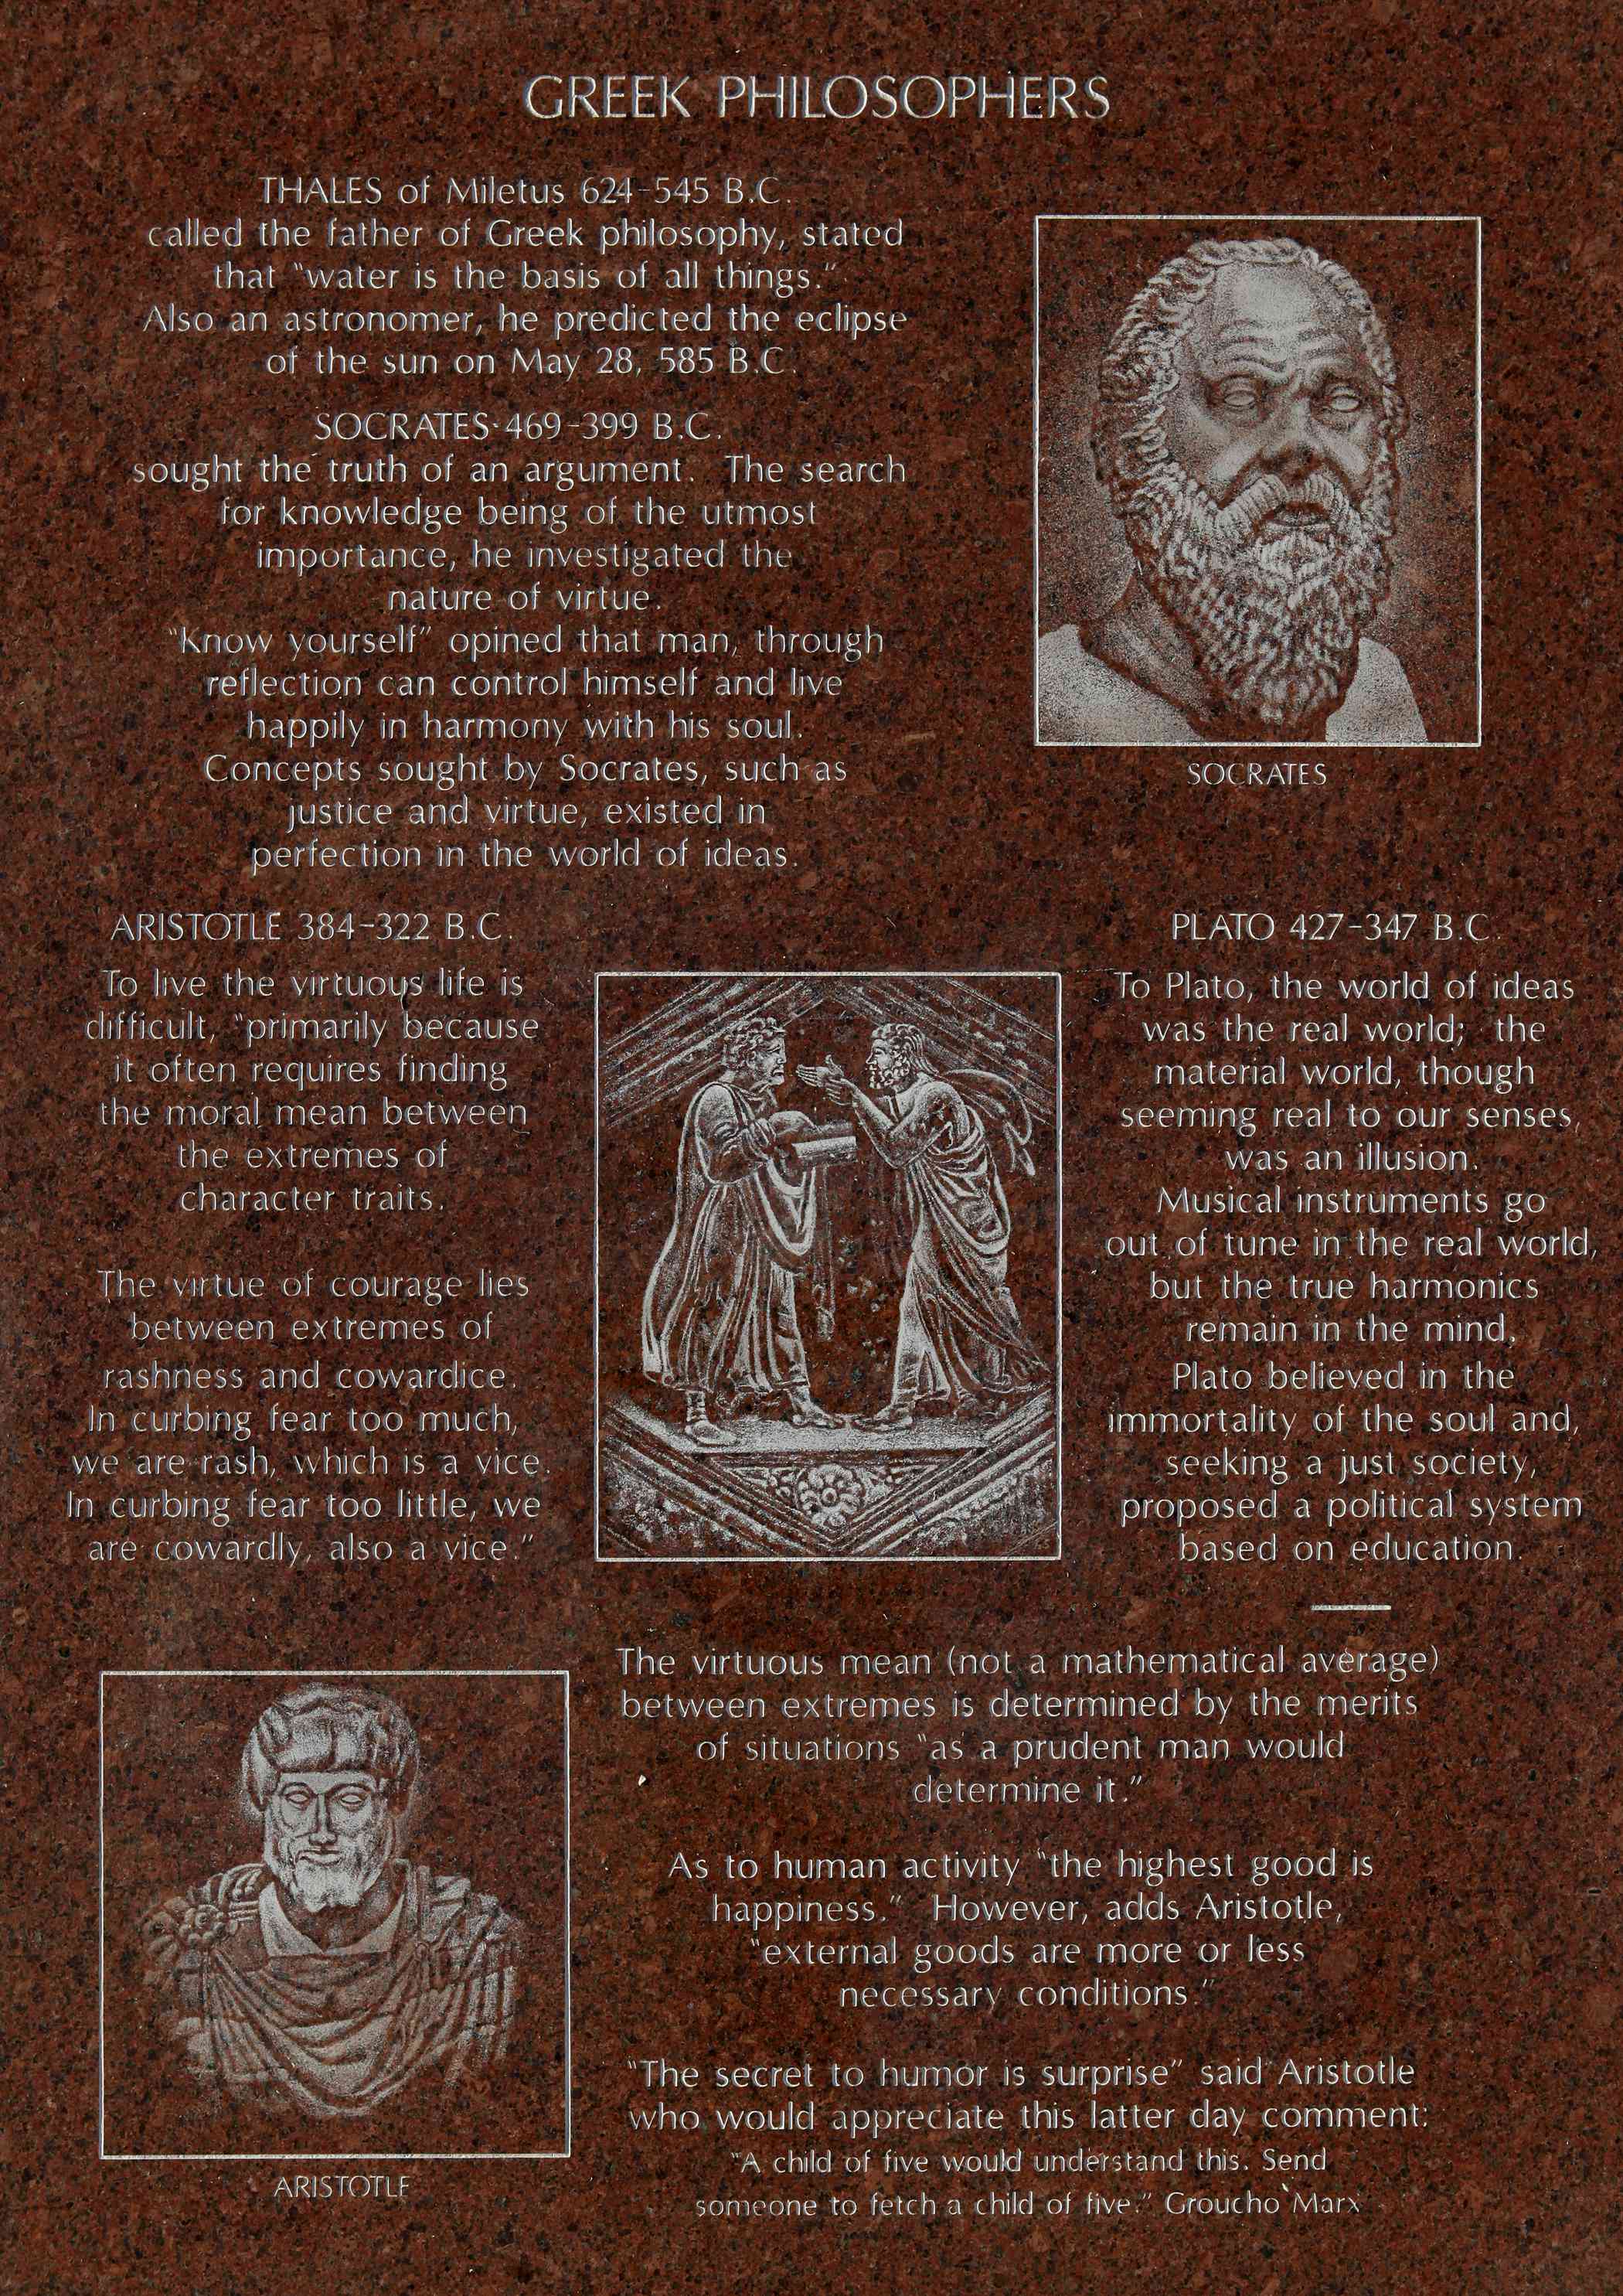 GREEK PHILOSOPHERS
THALES of Miletus 624-545 B.C.
called the father of Greek philosophy, stated
that "water is the basis of all things."
Also an astronomer, he predicted the eclipse
of the sun on May 28, 585 B.C.
SOCRATES 469-399 B.C.
sought the truth of an argument. The search
for knowledge being of the utmost
importance, he investigated the
nature of virtue.
"Know yourself" opined that man, through
reflection can control himself and live
happily in harmony with his soul.
Concepts sought by Socrates, such as
justice and virtue, existed in
perfection in the world of ideas.
SOCRATES
ARISTOTLE 384-322 B.C.
To live the virtuous life is
difficult, "primarily because
it often requires finding
the moral mean between
the extremes of
character traits.
The virtue of courage lies
between extremes of
rashness and cowardice.
In curbing fear too much,
we are rash, which is a vice.
In curbing fear too little, we
are cowardly, also a vice."
PLATO 427-347 B.C.
To Plato, the world of ideas
was the real world; the
material world, though
seeming real to our senses,
was an illusion.
Musical instruments go
out of tune in the real world,
but the true harmonics
remain in the mind.
Plato believed in the
immortality of the soul and,
seeking a just society,
proposed a political system
based on education.
The virtuous mean (not a mathematical average)
between extremes is determined by the merits
of situations "as a prudent man would
determine it."
As to human activity "the highest good is
happiness." However, adds Aristotle,
"external goods are more or less
necessary conditions."
"The secret to humor is surprise" said Aristotle
who would appreciate this latter day comment:
"A child of five would understand this. Send
someone to fetch a child of five." Groucho Marx
ARISTOTLE